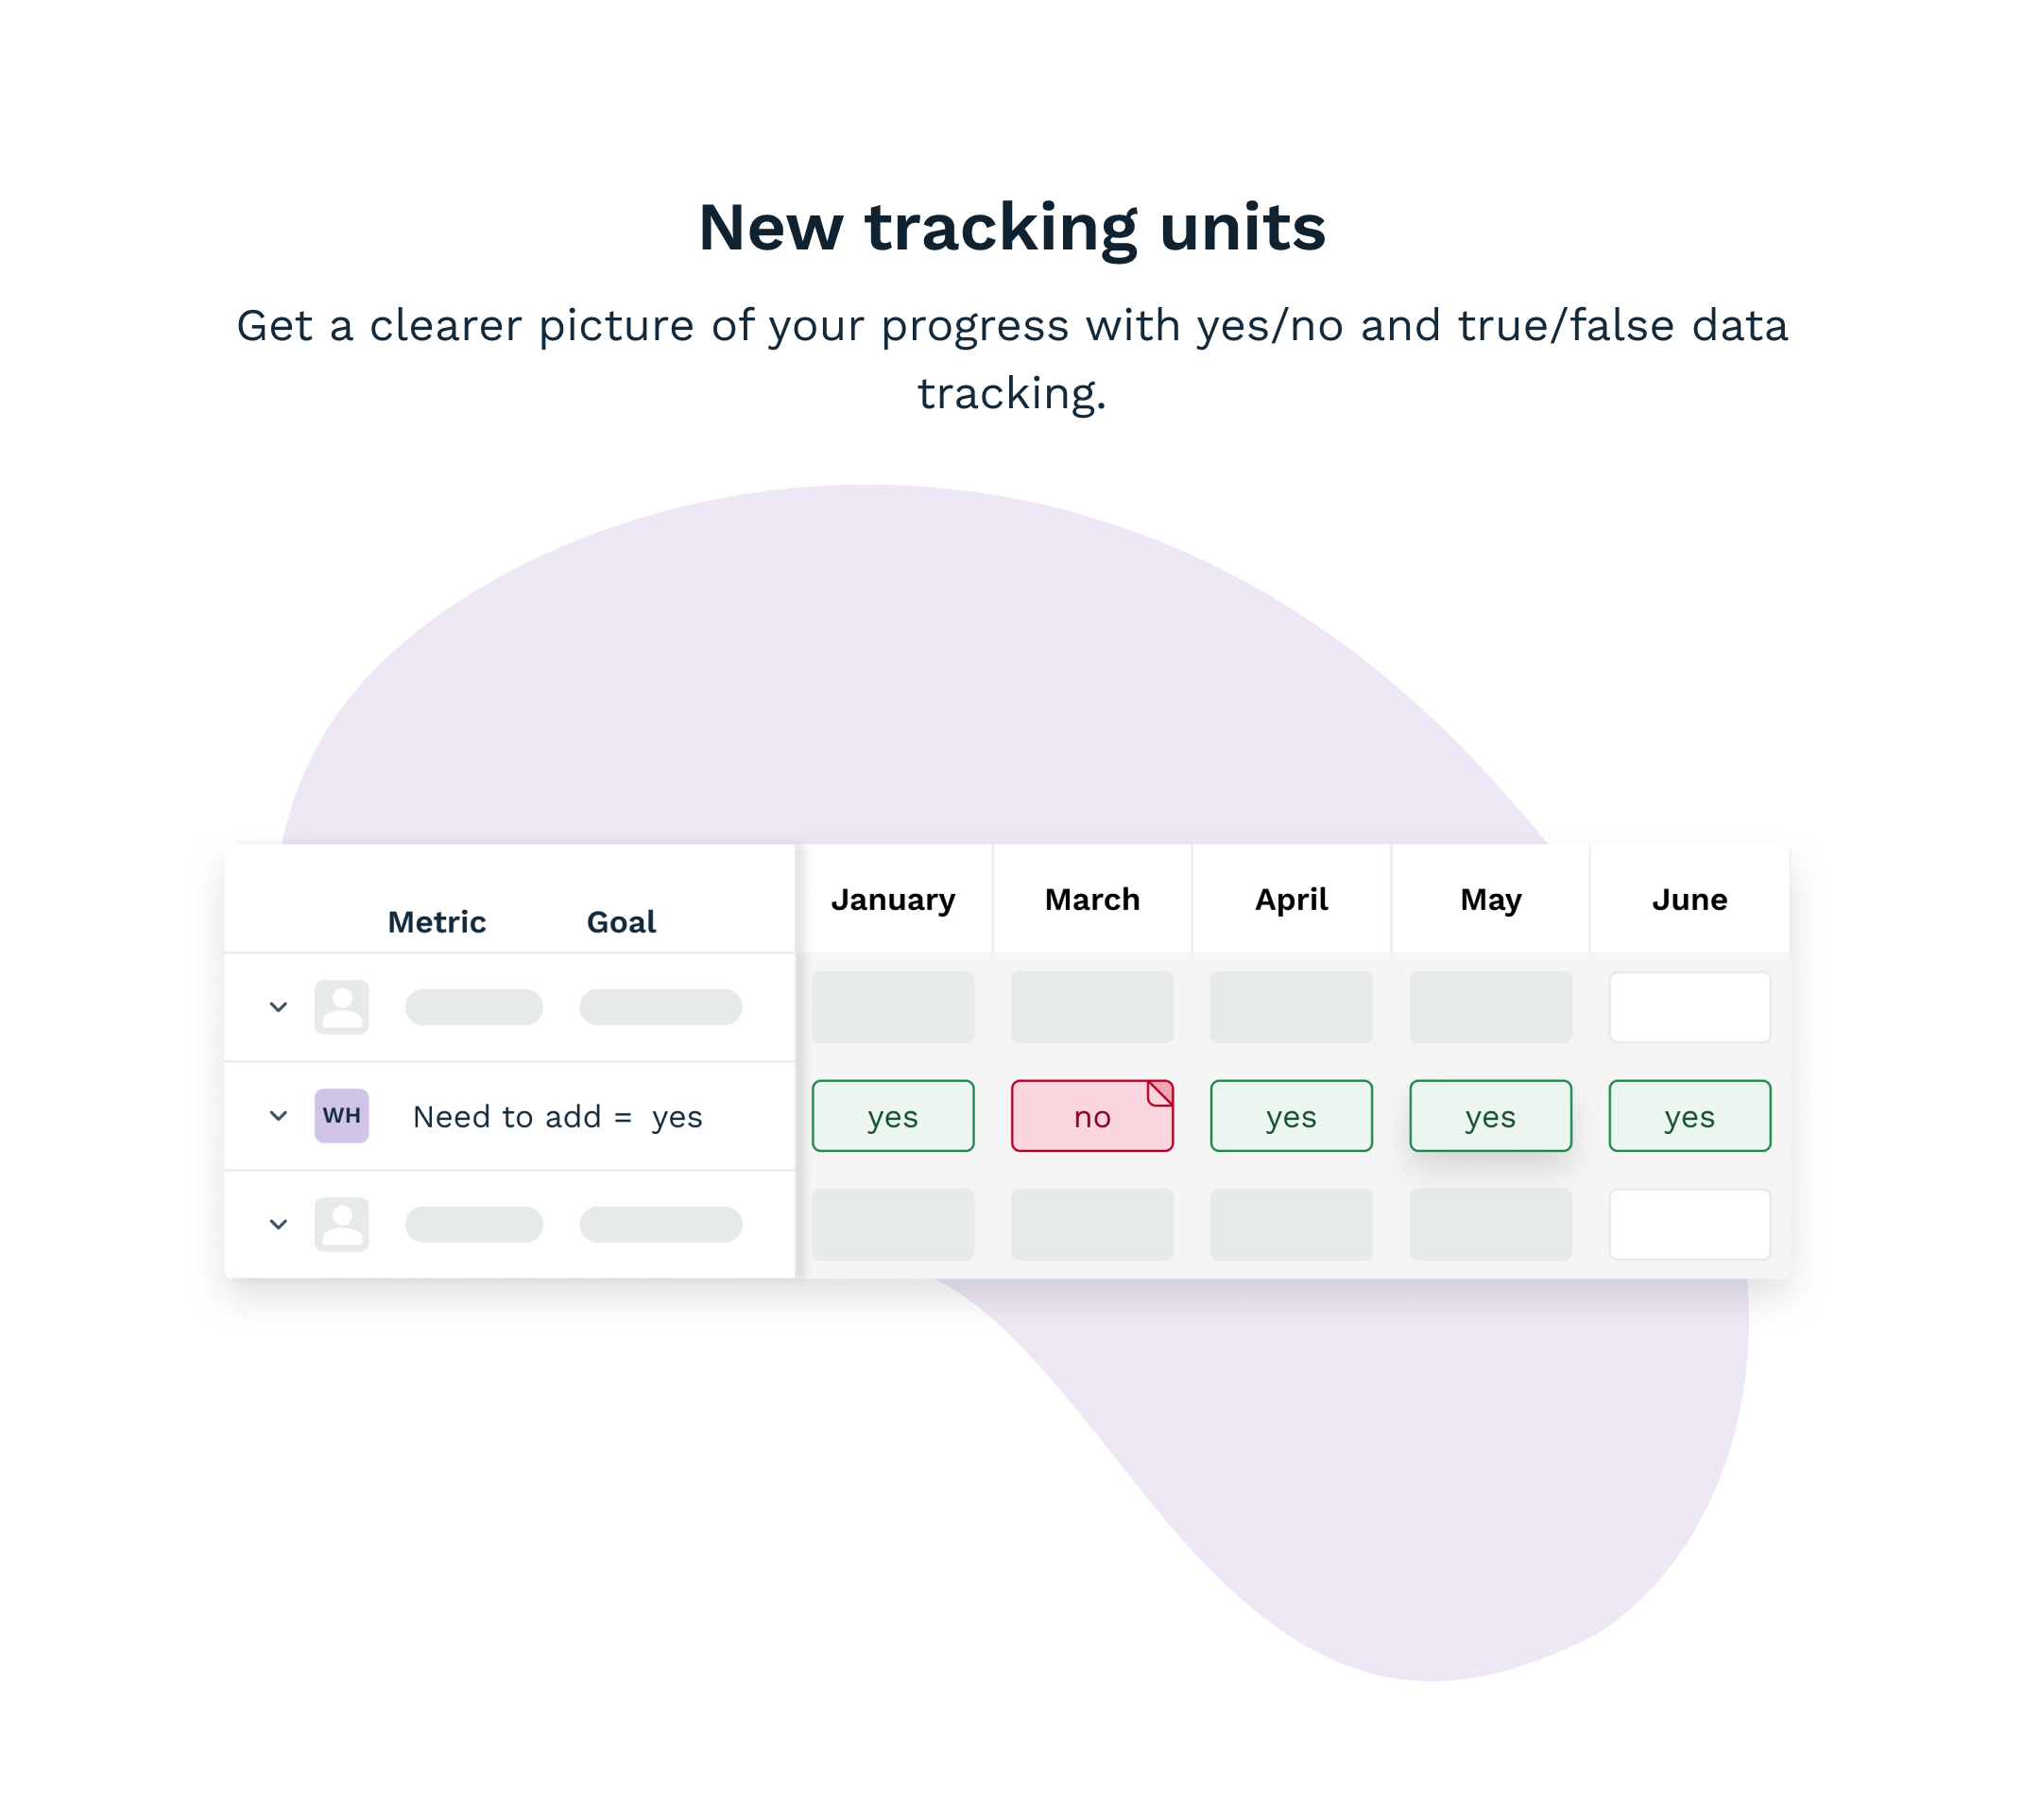 New tracking units
Get a clearer picture of your progress with yes/no and true/false data
tracking.
Metric Goal January March April May June
WH Need to add = yes yes no yes yes yes